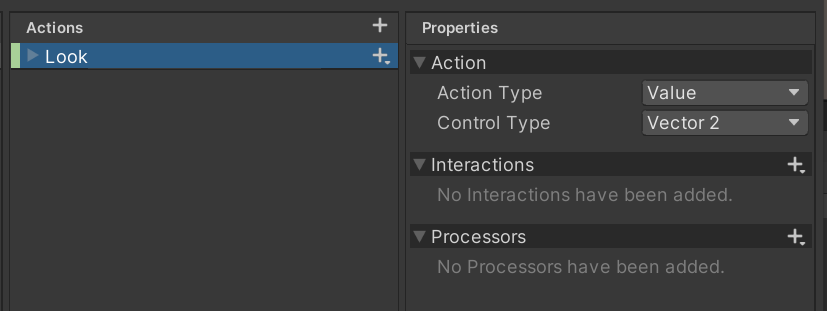 Actions
Look
Properties
Action
Action Type Value
Control Type Vector 2
Interactions
No Interactions have been added.
Processors
No Processors have been added.